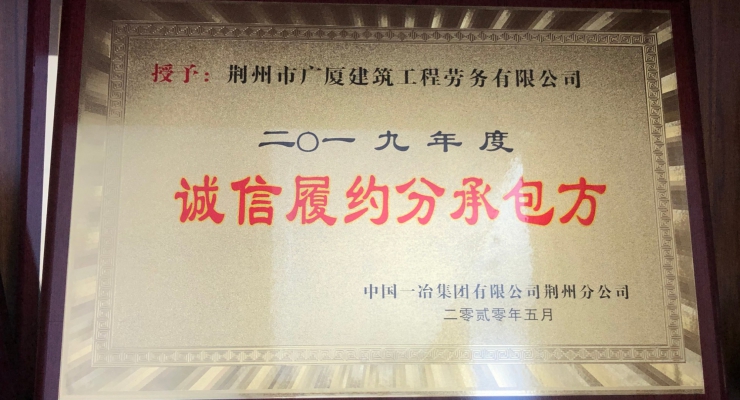 授予：荆州市广厦建筑工程劳务有限公司
二〇一九年度
诚信履约分承包方
中国一冶集团有限公司荆州分公司
二零贰零年五月